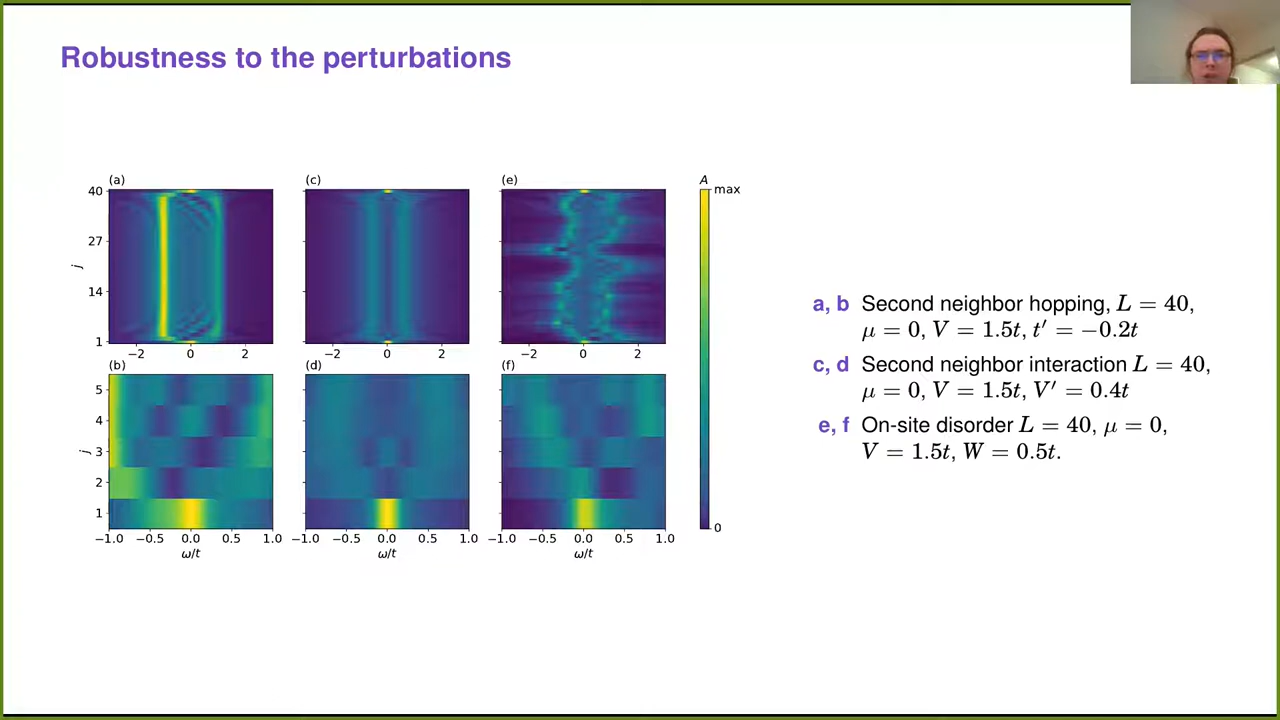 Robustness to the perturbations
(a) (c) (e) A
max
40
27
j
14
1
−2 0 2 −2 0 2 −2 0 2
(b) (d) (f)
5
4
j
3
2
1
0
−1.0 −0.5 0.0 0.5 1.0 −1.0 −0.5 0.0 0.5 1.0 −1.0 −0.5 0.0 0.5 1.0
ω/t ω/t ω/t
a, b Second neighbor hopping, L = 40,
μ = 0, V = 1.5t, t′ = −0.2t
c, d Second neighbor interaction L = 40,
μ = 0, V = 1.5t, V′ = 0.4t
e, f On-site disorder L = 40, μ = 0,
V = 1.5t, W = 0.5t.